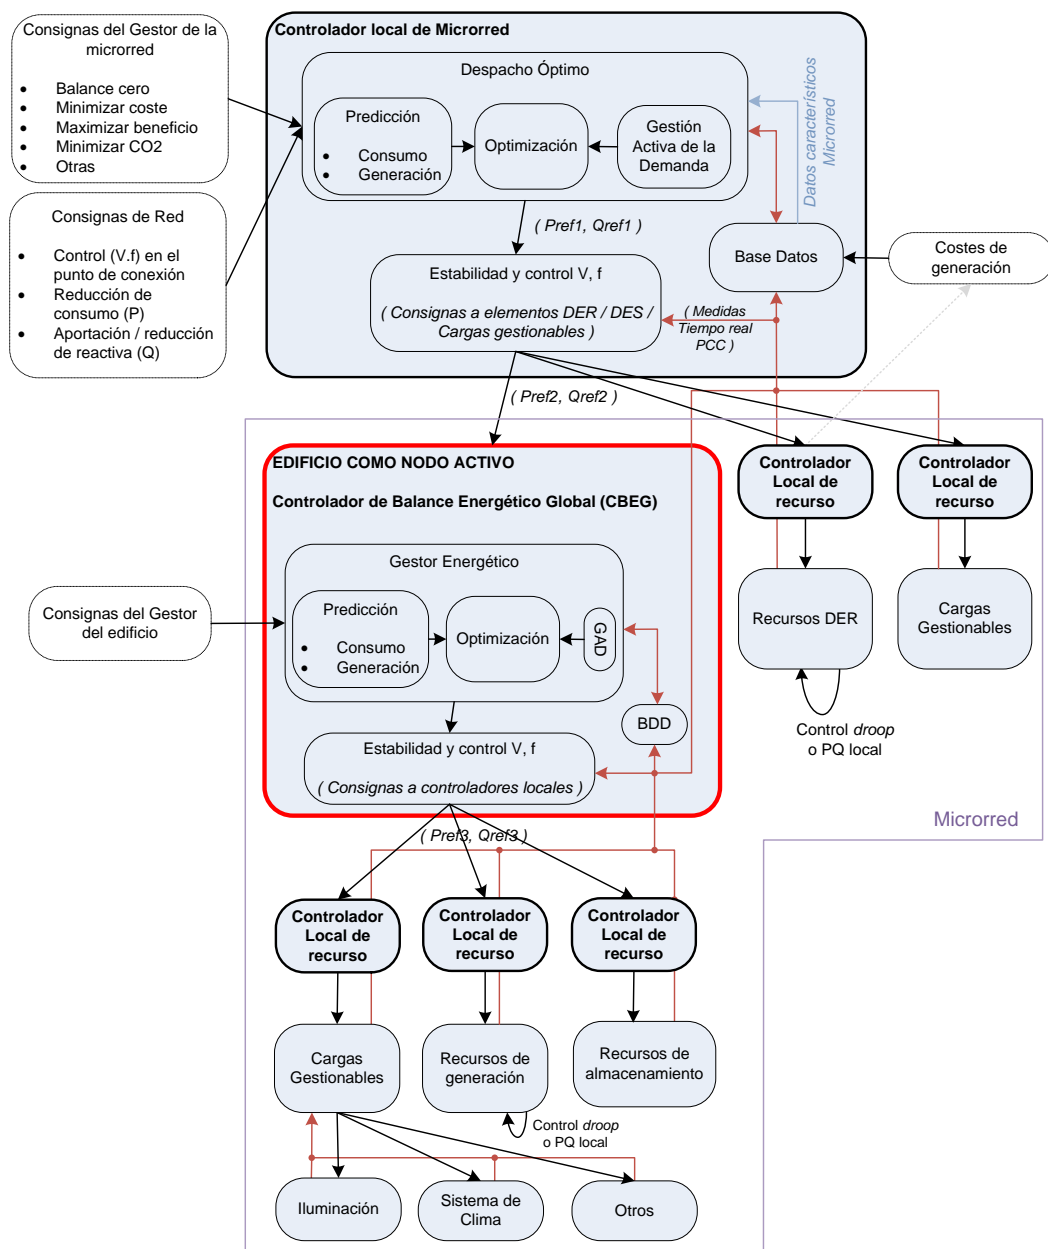 Consignas del Gestor de la
microrred
• Balance cero
• Minimizar coste
• Maximizar beneficio
• Minimizar CO2
• Otras
Consignas de Red
• Control (V.f) en el
punto de conexión
• Reducción de
consumo (P)
• Aportación / reducción
de reactiva (Q)
Controlador local de Microrred
Despacho Óptimo
Predicción
• Consumo
• Generación
Optimización
Gestión
Activa de la
Demanda
Datos característicos
Microrred
( Pref1, Qref1 )
Base Datos
Costes de
generación
Estabilidad y control V, f
( Consignas a elementos DER / DES /
Cargas gestionables )
( Medidas
Tiempo real
PCC )
( Pref2, Qref2 )
EDIFICIO COMO NODO ACTIVO
Controlador de Balance Energético Global (CBEG)
Gestor Energético
Predicción
• Consumo
• Generación
Optimización
GAD
BDD
Consignas del Gestor
del edificio
Estabilidad y control V, f
( Consignas a controladores locales )
Controlador
Local de
recurso
Controlador
Local de
recurso
Recursos DER
Cargas
Gestionables
Control droop
o PQ local
Microrred
( Pref3, Qref3 )
Controlador
Local de
recurso
Controlador
Local de
recurso
Controlador
Local de
recurso
Cargas
Gestionables
Recursos de
generación
Recursos de
almacenamiento
Control droop
o PQ local
Iluminación
Sistema de
Clima
Otros